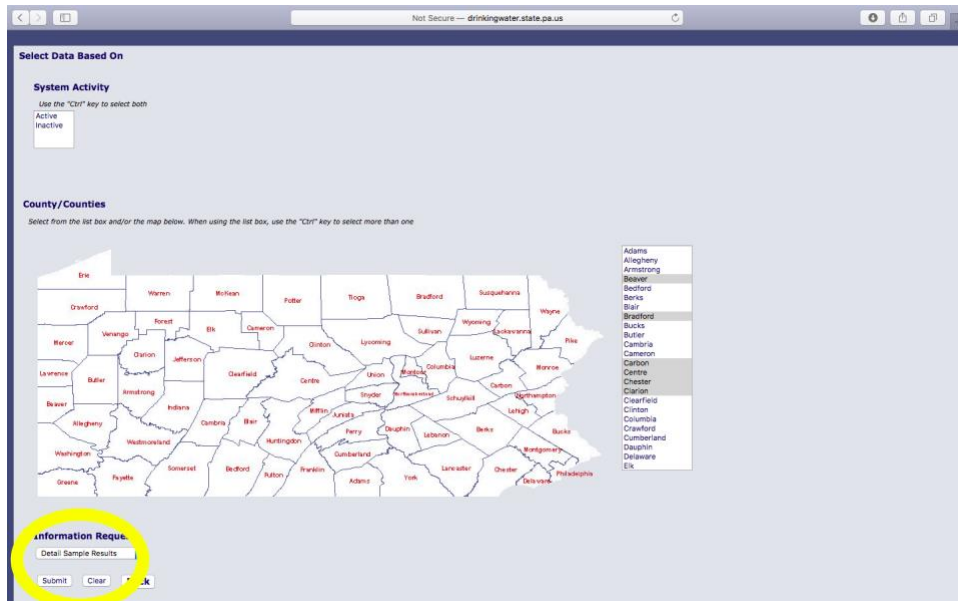 Not Secure — drinkingwater.state.pa.us
Select Data Based On
System Activity
Use the "Ctrl" key to select both
Active
Inactive
County/Counties
Select from the list box and/or the map below. When using the list box, use the "Ctrl" key to select more than one
Erie
Warren
McKean
Potter
Tioga
Bradford
Susquehanna
Wayne
Crawford
Forest
Elk
Cameron
Sullivan
Wyoming
Lackawanna
Pike
Mercer
Venango
Clarion
Jefferson
Clinton
Lycoming
Luzerne
Monroe
Lawrence
Butler
Clearfield
Centre
Union
Montour
Columbia
Carbon
Armstrong
Snyder
Northumberland
Schuylkill
Northampton
Beaver
Indiana
Mifflin
Juniata
Lehigh
Allegheny
Cambria
Blair
Perry
Dauphin
Lebanon
Berks
Bucks
Westmoreland
Huntingdon
Montgomery
Washington
Cumberland
Somerset
Bedford
Fulton
Franklin
Adams
York
Lancaster
Chester
Delaware
Philadelphia
Greene
Fayette
Adams
Allegheny
Armstrong
Beaver
Bedford
Berks
Blair
Bradford
Bucks
Butler
Cambria
Cameron
Carbon
Centre
Chester
Clarion
Clearfield
Clinton
Columbia
Crawford
Cumberland
Dauphin
Delaware
Elk
Information Reque
Detail Sample Results
Submit
Clear